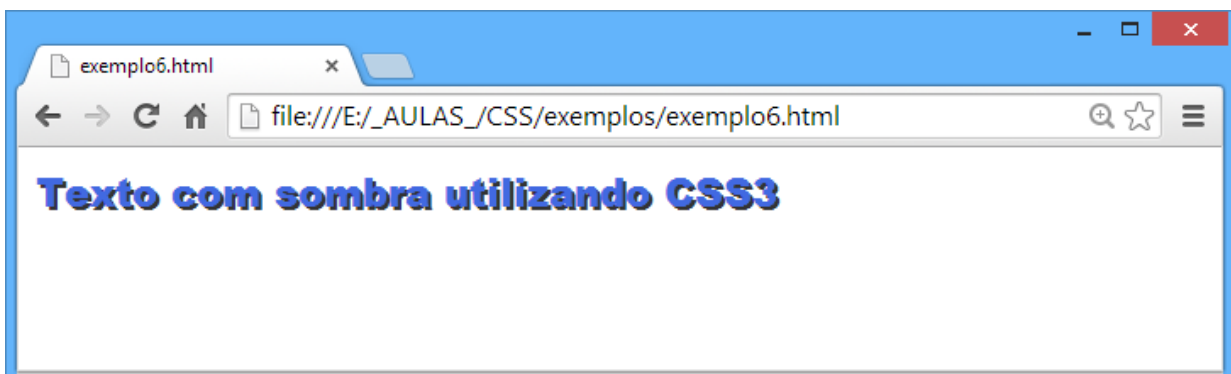 exemplo6.html
file:///E:/_AULAS_/CSS/exemplos/exemplo6.html
Texto com sombra utilizando CSS3